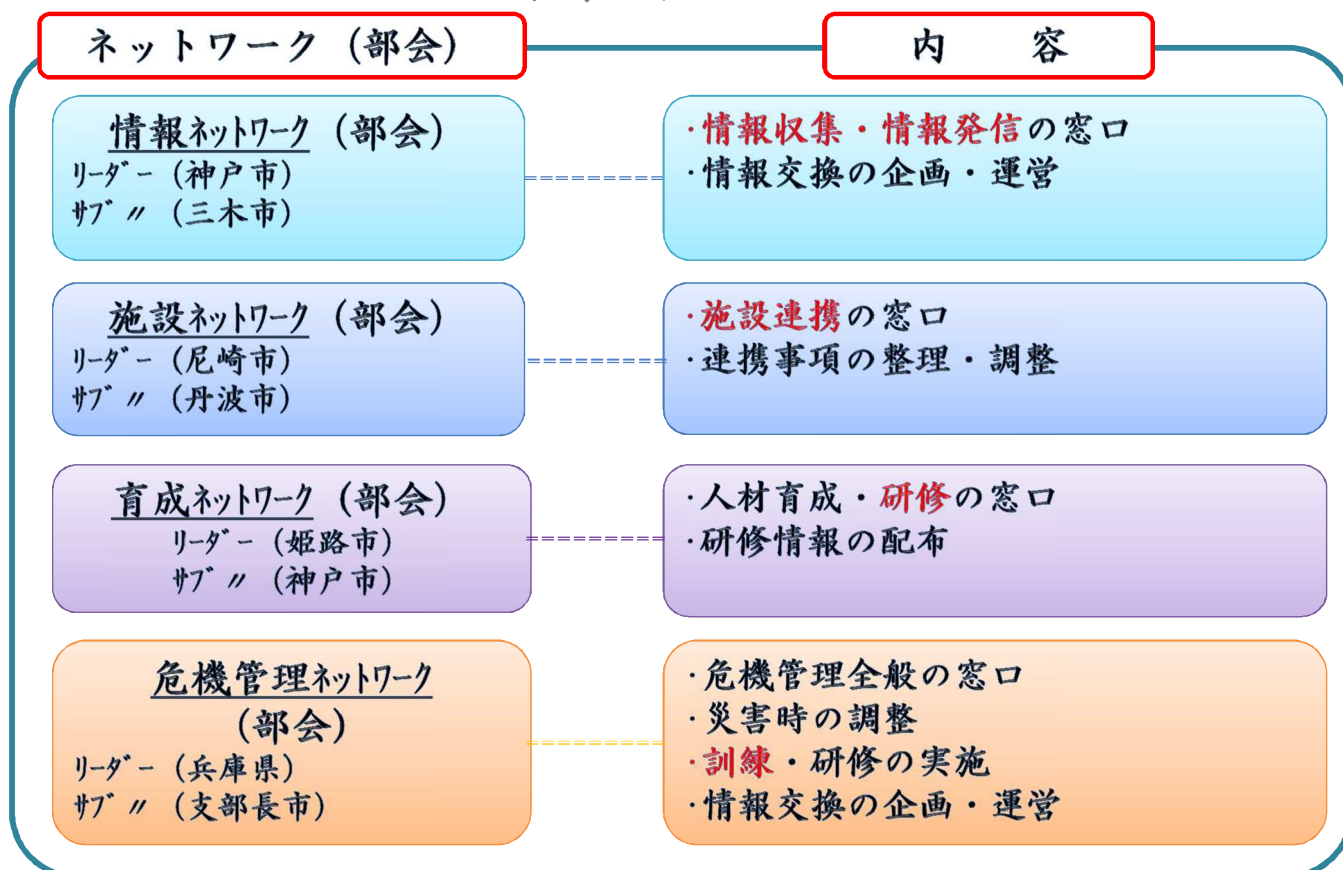 ネットワーク（部会）
内　容
情報ﾈｯﾄﾜｰｸ（部会）
ﾘｰﾀﾞｰ（神戸市）
ｻﾌﾞ〃（三木市）
・情報収集・情報発信の窓口
・情報交換の企画・運営
施設ﾈｯﾄﾜｰｸ（部会）
ﾘｰﾀﾞｰ（尼崎市）
ｻﾌﾞ〃（丹波市）
・施設連携の窓口
・連携事項の整理・調整
育成ﾈｯﾄﾜｰｸ（部会）
ﾘｰﾀﾞｰ（姫路市）
ｻﾌﾞ〃（神戸市）
・人材育成・研修の窓口
・研修情報の配布
危機管理ﾈｯﾄﾜｰｸ
（部会）
ﾘｰﾀﾞｰ（兵庫県）
ｻﾌﾞ〃（支部長市）
・危機管理全般の窓口
・災害時の調整
・訓練・研修の実施
・情報交換の企画・運営